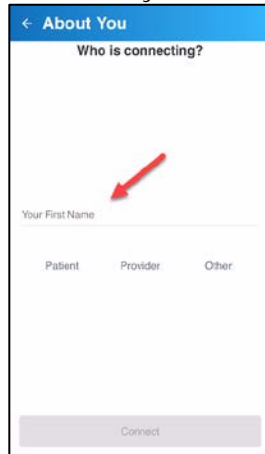 ← About You
Who is connecting?
Your First Name
Patient Provider Other
Connect